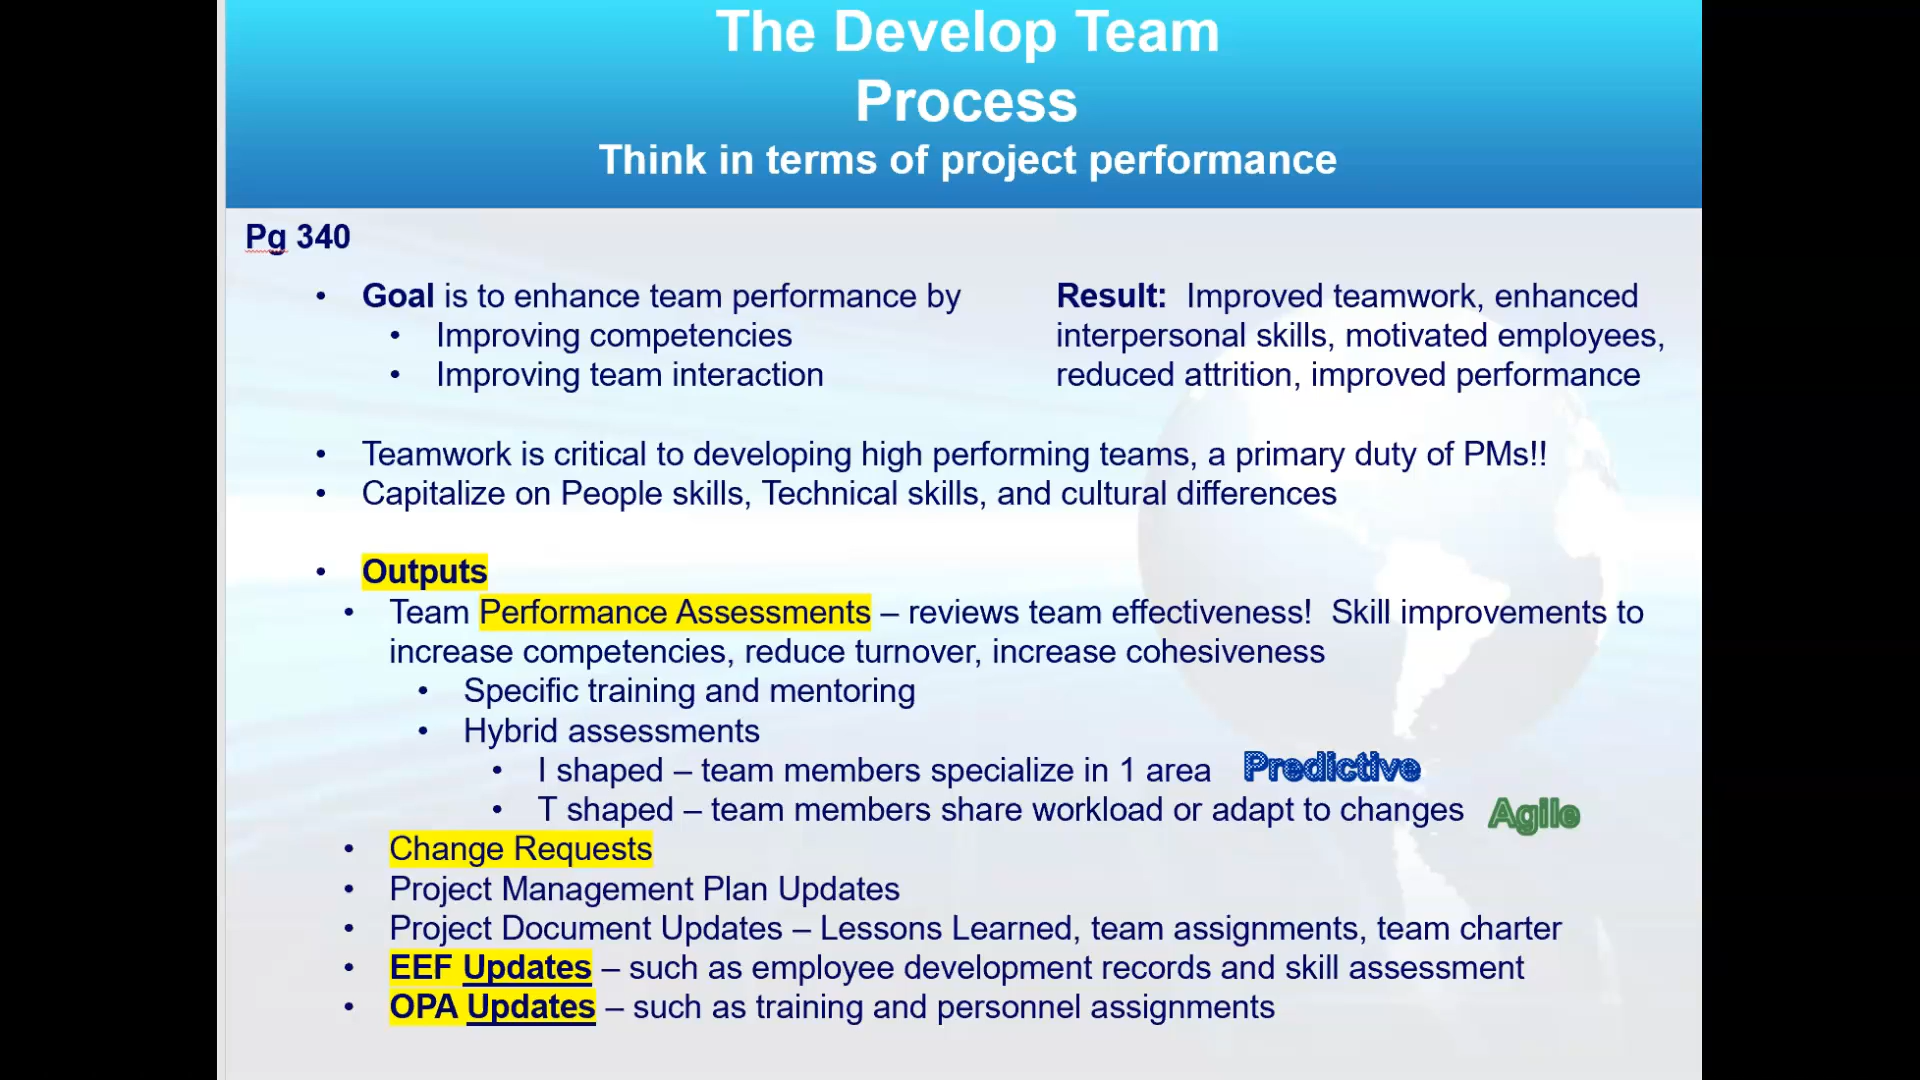 The Develop Team
Process
Think in terms of project performance
Pg 340
• Goal is to enhance team performance by
• Improving competencies
• Improving team interaction
Result: Improved teamwork, enhanced
interpersonal skills, motivated employees,
reduced attrition, improved performance
• Teamwork is critical to developing high performing teams, a primary duty of PMs!!
• Capitalize on People skills, Technical skills, and cultural differences
• Outputs
• Team Performance Assessments – reviews team effectiveness! Skill improvements to
increase competencies, reduce turnover, increase cohesiveness
• Specific training and mentoring
• Hybrid assessments
• I shaped – team members specialize in 1 area Predictive
• T shaped – team members share workload or adapt to changes Agile
• Change Requests
• Project Management Plan Updates
• Project Document Updates – Lessons Learned, team assignments, team charter
• EEF Updates – such as employee development records and skill assessment
• OPA Updates – such as training and personnel assignments